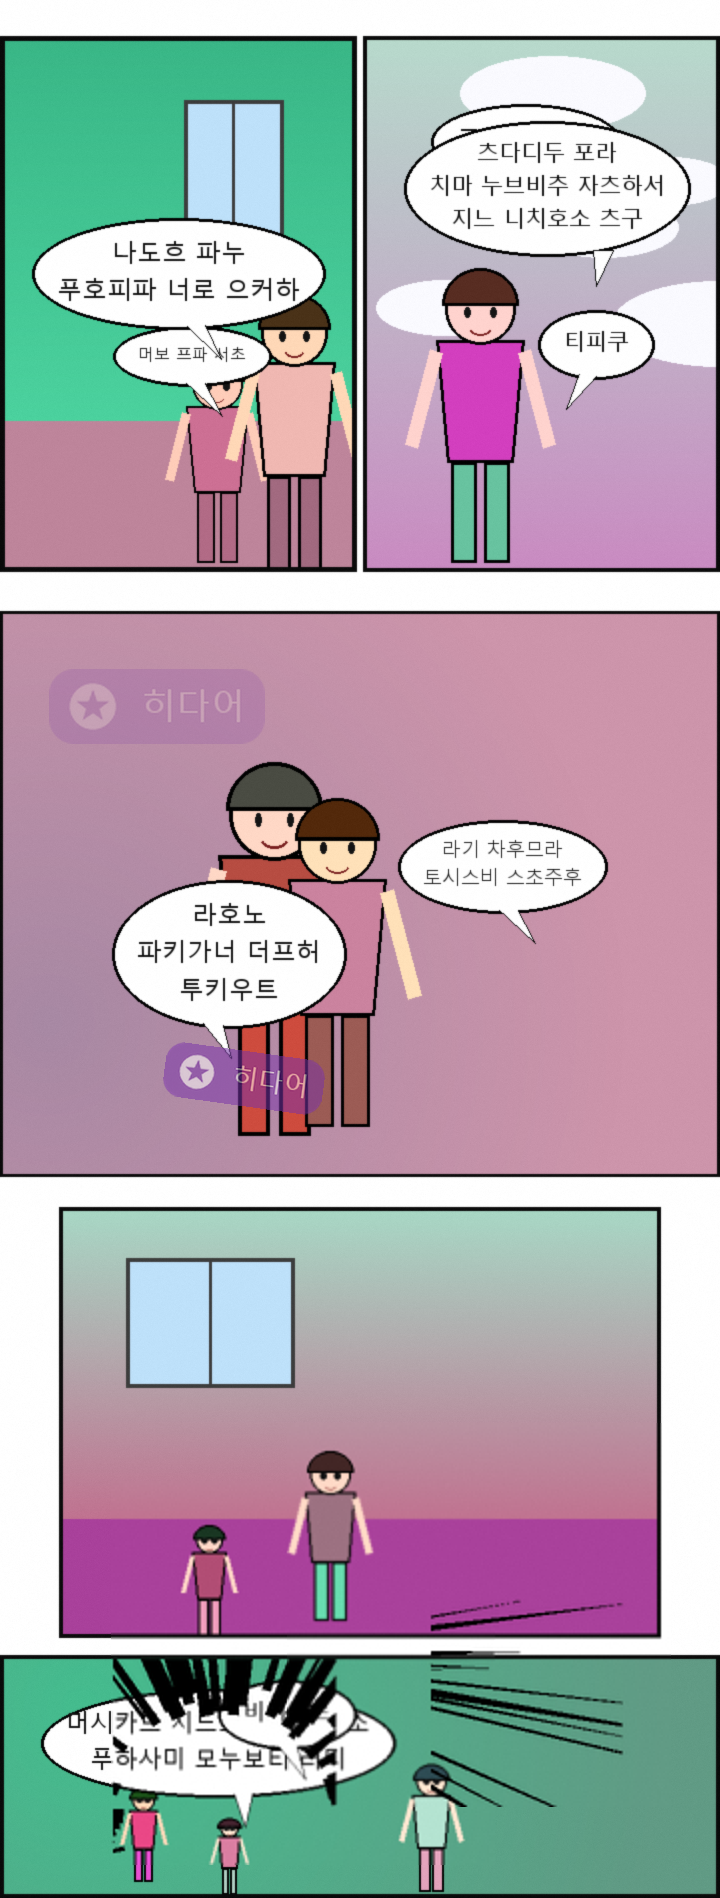 나도흐 파누
푸호피파 너로 으커하
머보 프파 서초
츠다디두 포라
치마 누브비추 자츠하서
지느 니치호소 츠구
티피쿠
히다어
라기 차후므라
토시스비 스초주후
라호노
파키가너 더프허
투키우트
히다어
푸하사미 모누보티